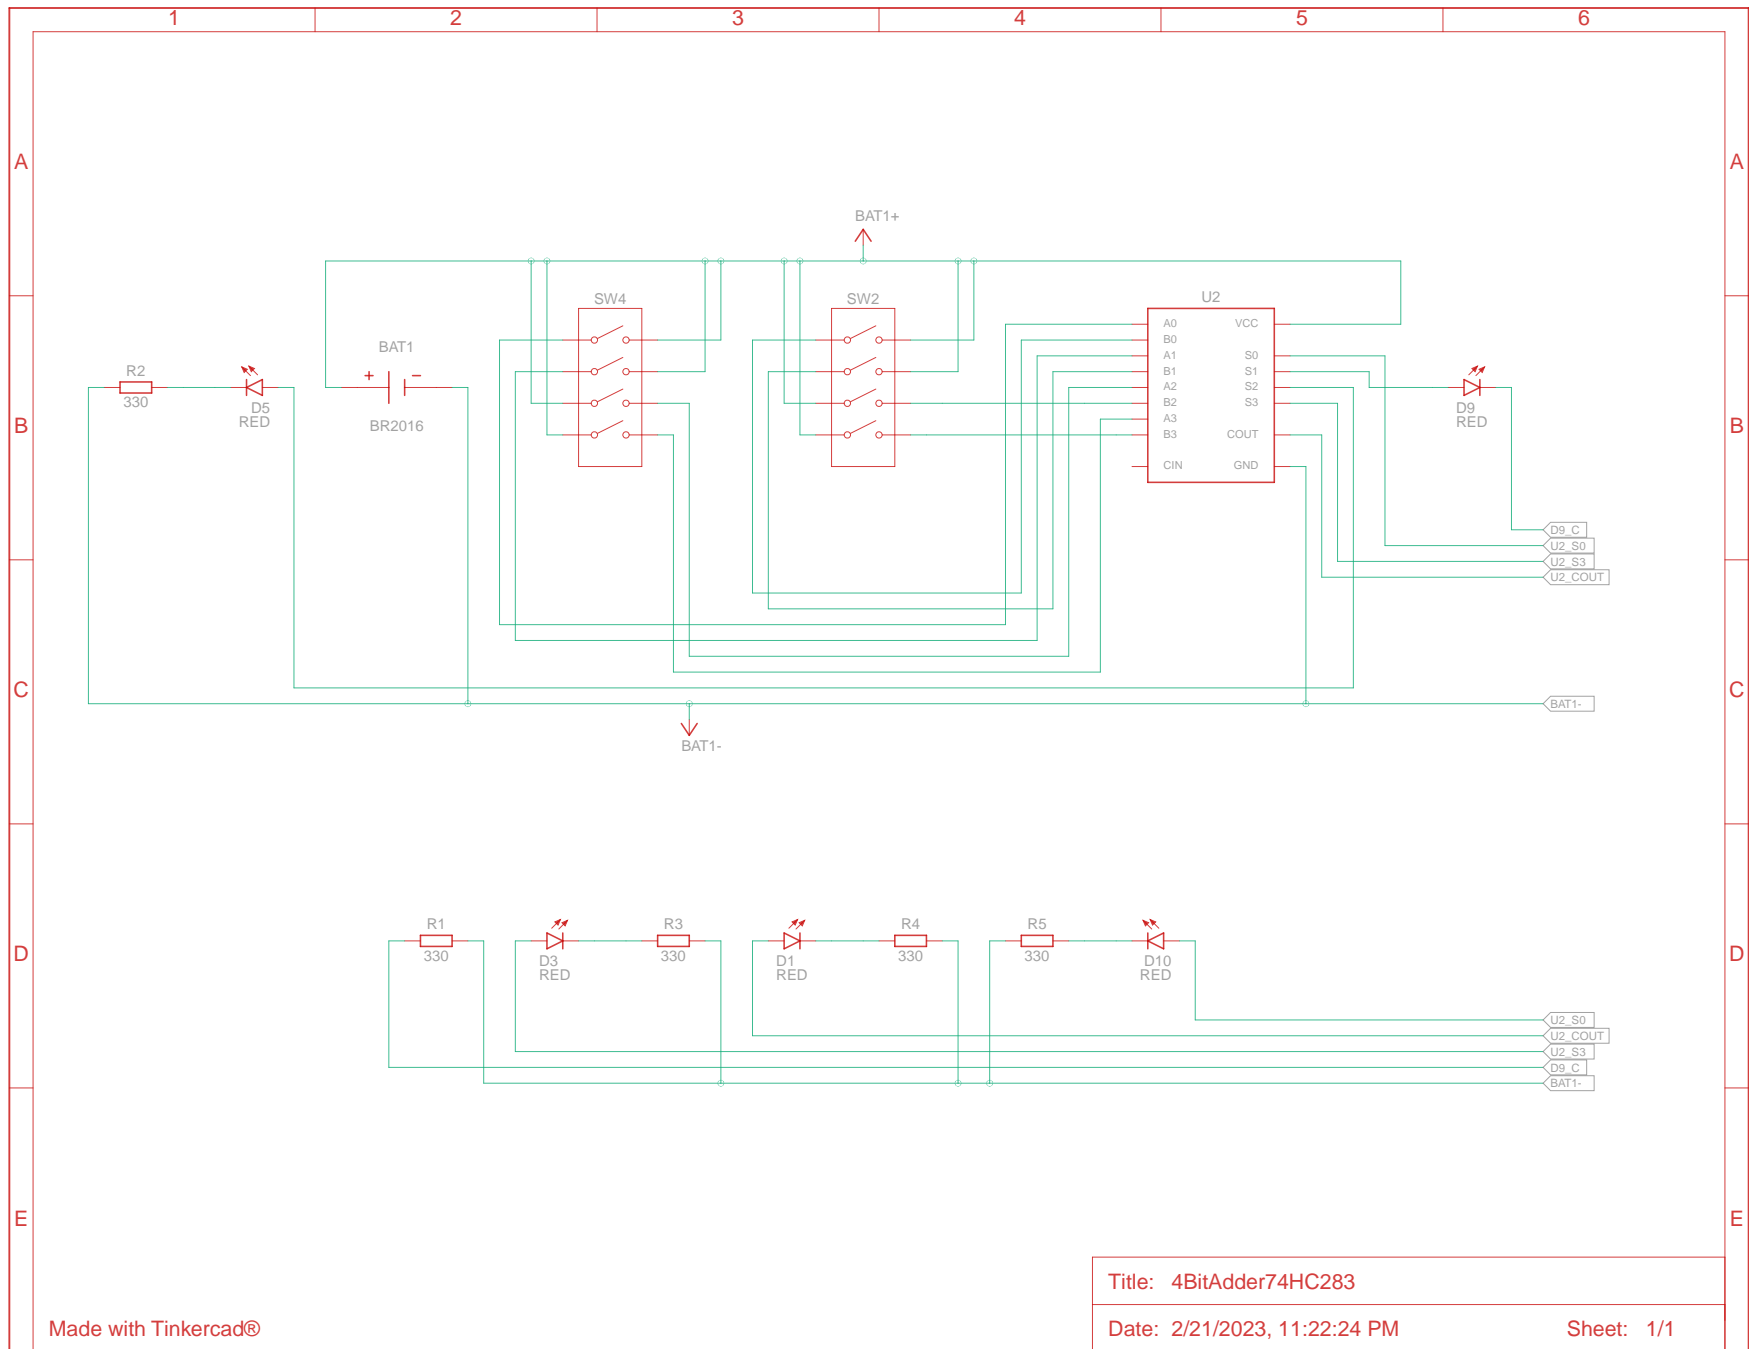 1 2 3 4 5 6
A A
BAT1+
SW4 SW2 U2
A0 VCC
B0
A1 S0
B1 S1
A2 S2
B2 S3
A3
B3 COUT
CIN GND
BAT1
+ −
BR2016
R2
330
D5
RED
D9
RED
B B
D9_C
U2_S0
U2_S3
U2_COUT
C C
BAT1-
BAT1-
R1 R3 R4 R5
330 330 330 330
D3 D1 D10
RED RED RED
D D
U2_S0
U2_COUT
U2_S3
D9_C
BAT1-
E E
Title: 4BitAdder74HC283
Made with Tinkercad®
Date: 2/21/2023, 11:22:24 PM Sheet: 1/1